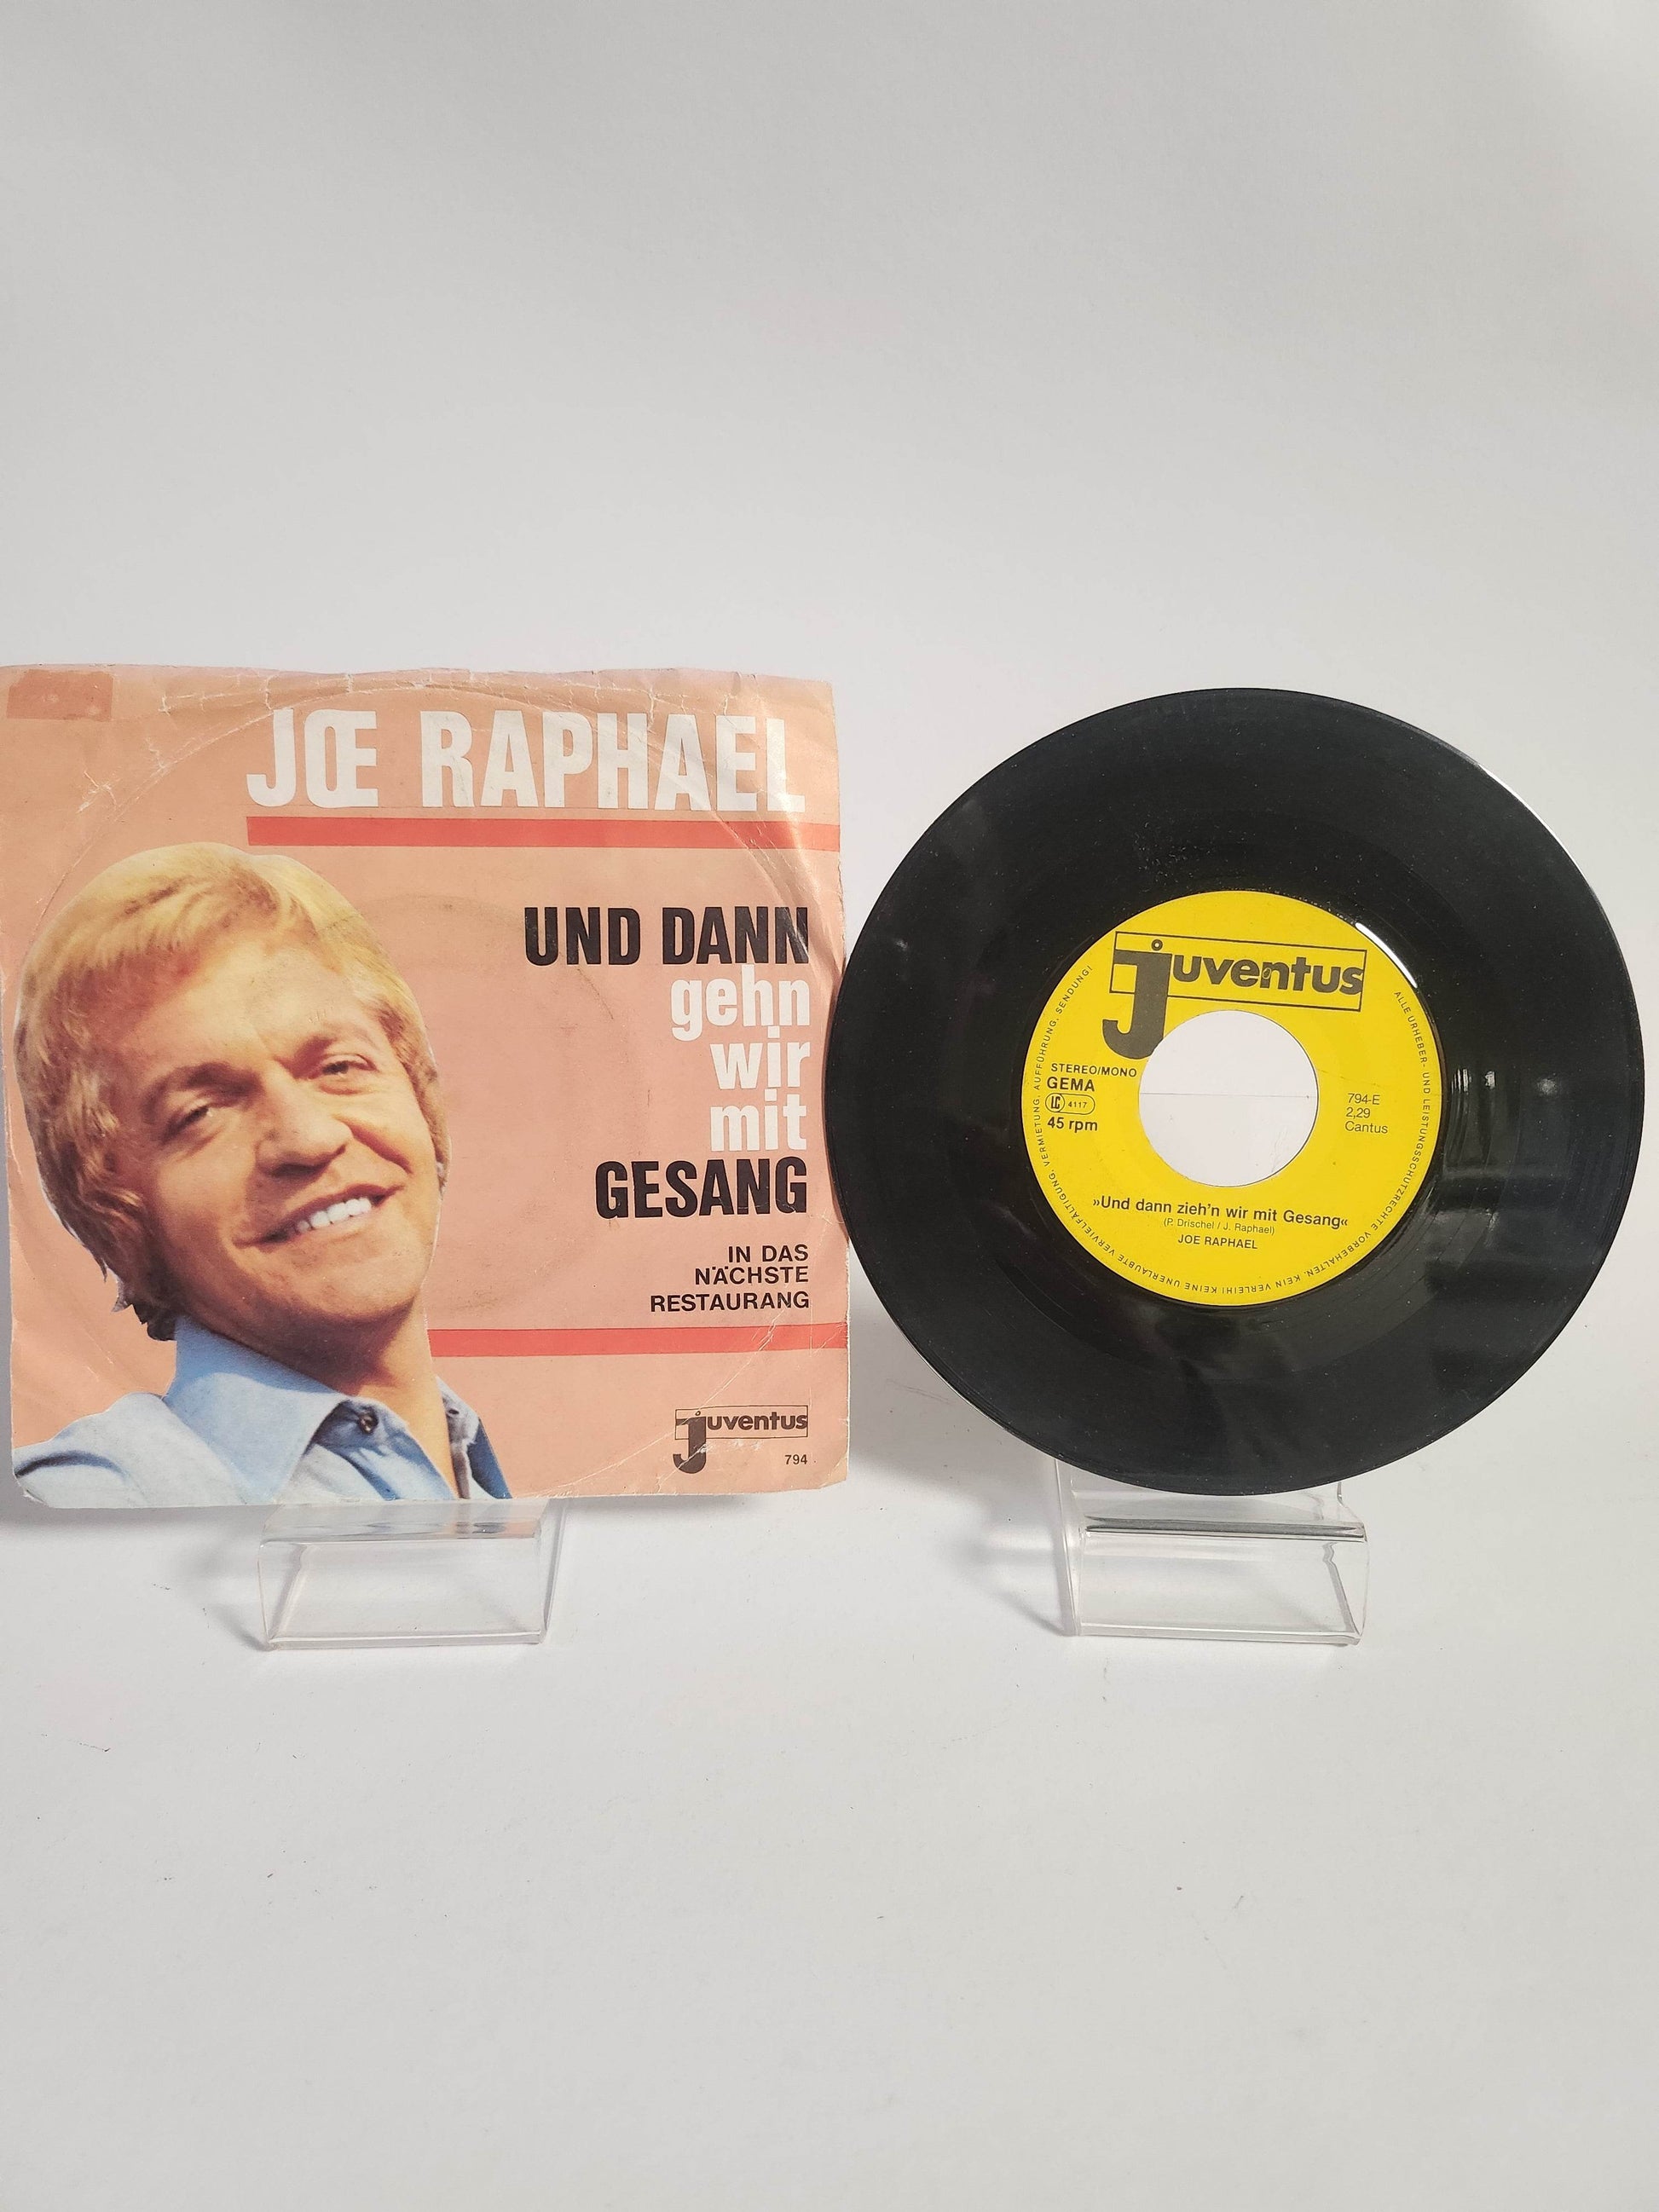 JŒ RAPHAEL
UND DANN
gehn
wir
mit
GESANG
IN DAS
NÄCHSTE
RESTAURANG
Juventus
794
Juventus
STEREO/MONO
GEMA
LC 4117
45 rpm
794-E
2,29
Cantus
»Und dann zieh'n wir mit Gesang«
(P. Drischel / J. Raphael)
JOE RAPHAEL
ALLE URHEBER- UND LEISTUNGSSCHUTZRECHTE VORBEHALTEN. KEIN VERLEIH! KEINE UNERLAUBTE VERVIELFÄLTIGUNG, VERMIETUNG, AUFFÜHRUNG, SENDUNG!